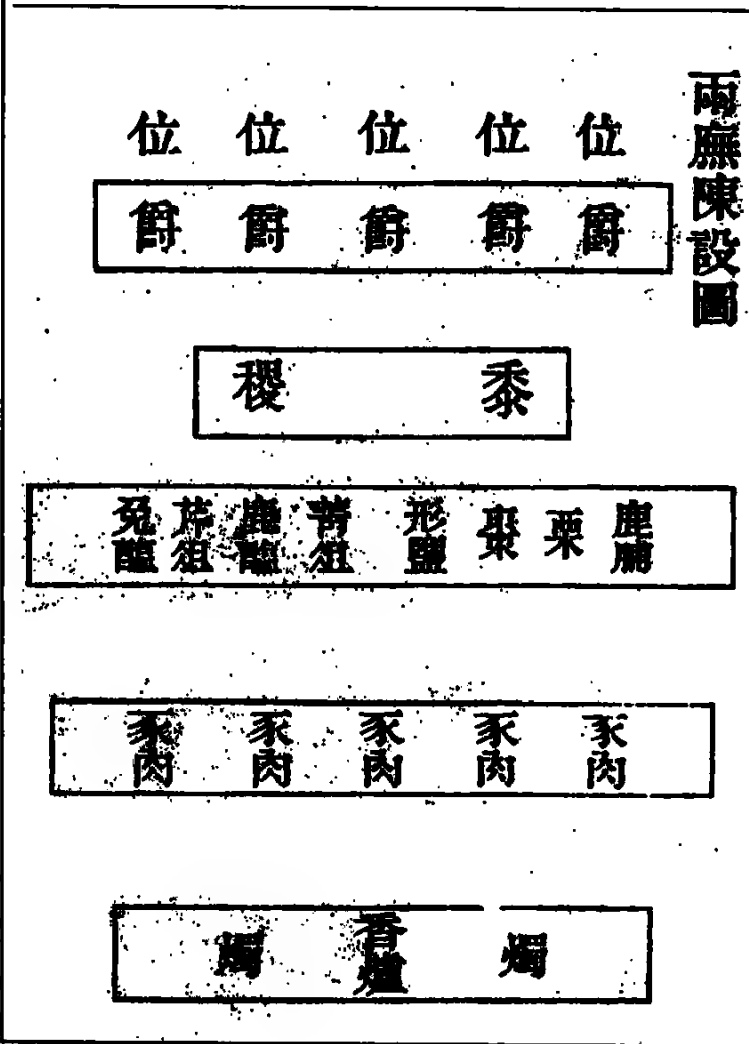 兩廡陳設圖
位 位 位 位 位
爵 爵 爵 爵 爵
黍 稷
鹿脯 栗 棗 形鹽 菁俎 鹿醢 芹俎 兔醢
豕肉 豕肉 豕肉 豕肉 豕肉
燭 香爐 燭